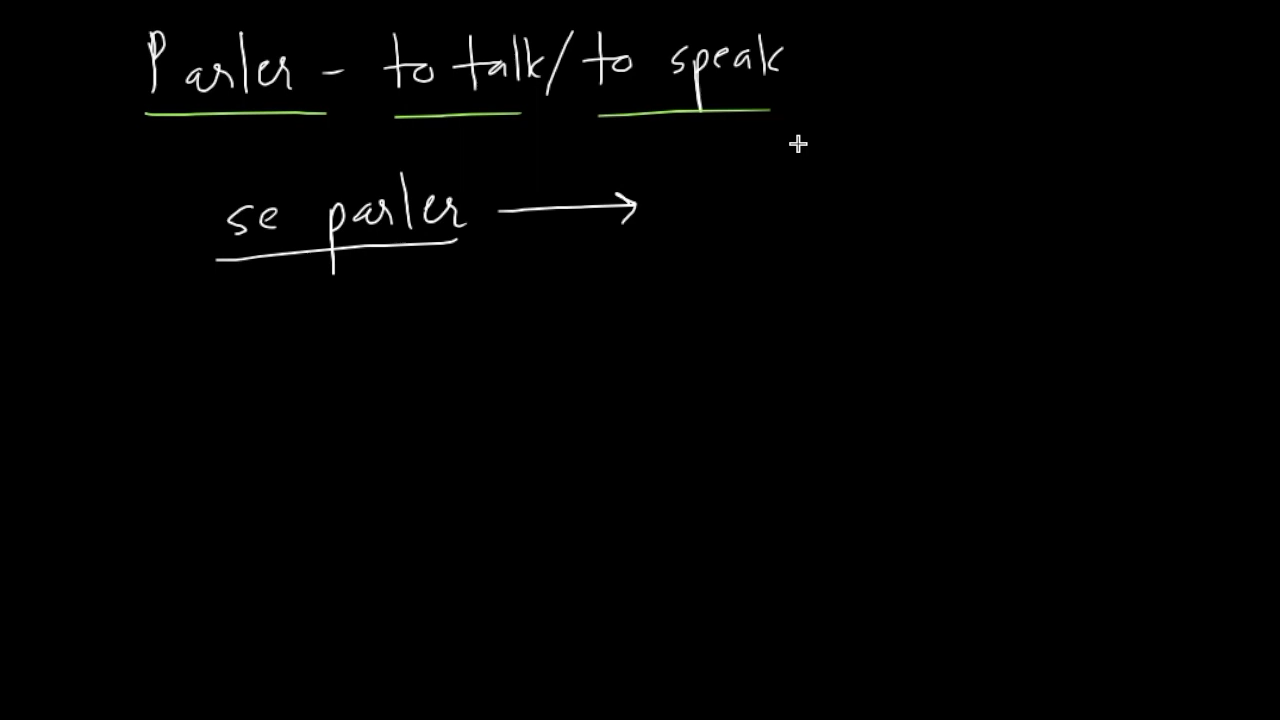 Parler - to talk/to speak
se parler →